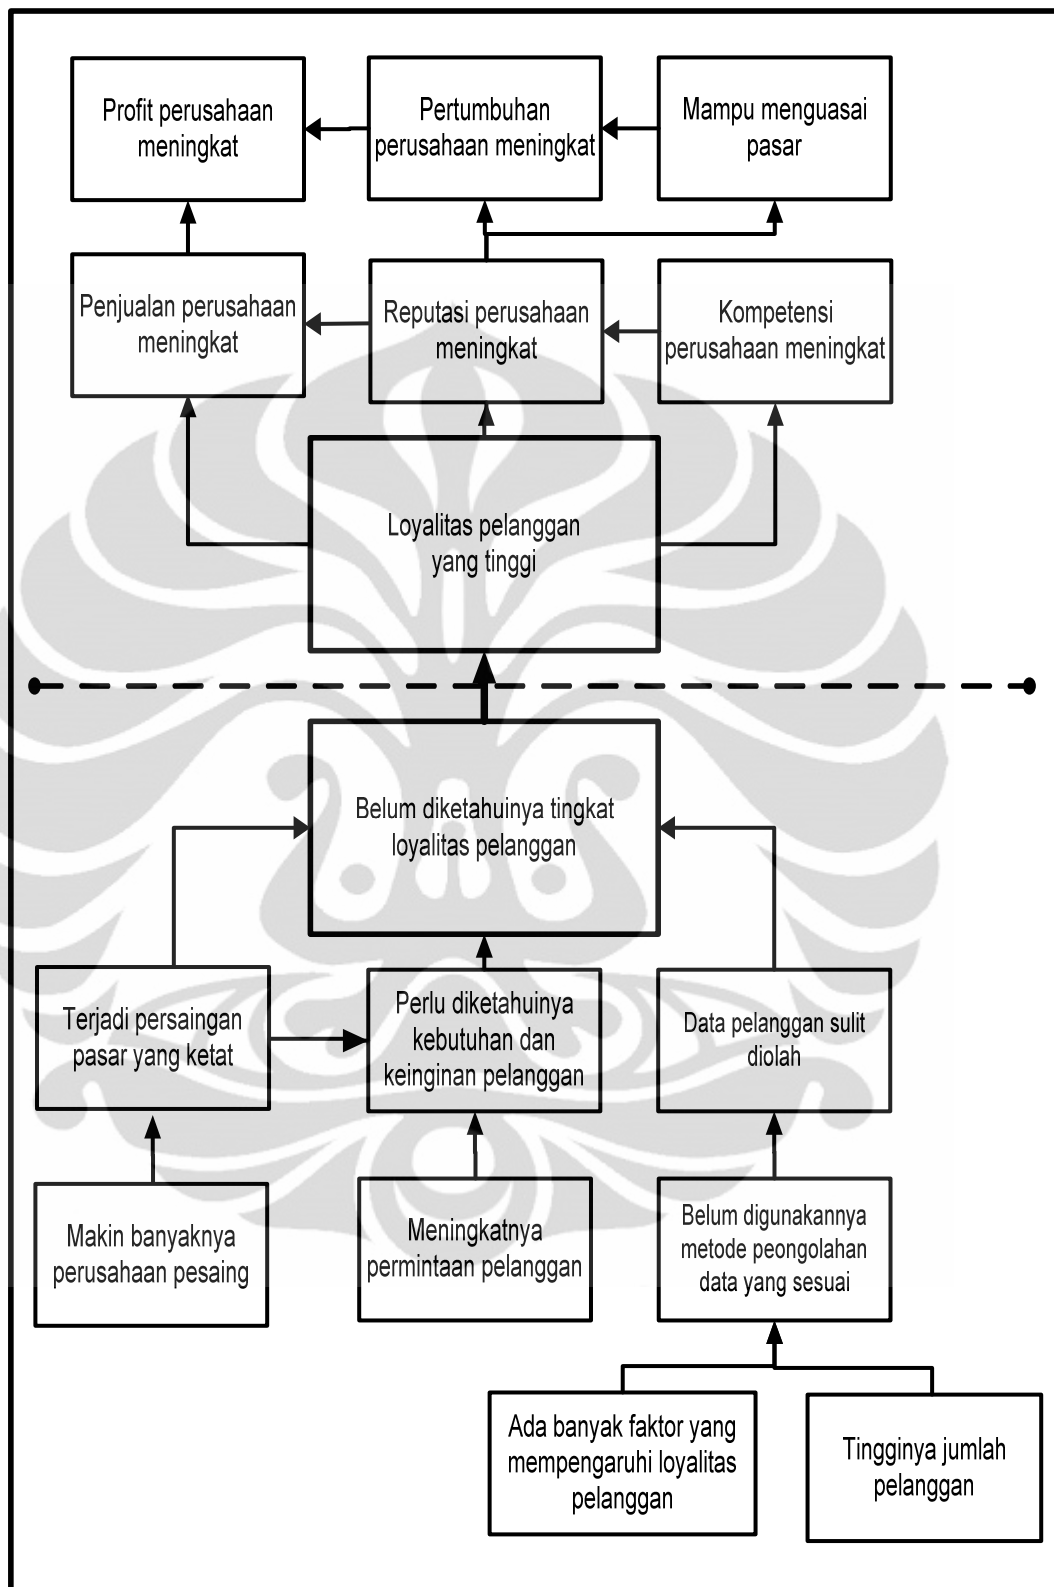 Profit perusahaan
meningkat
Pertumbuhan
perusahaan meningkat
Mampu menguasai
pasar
Penjualan perusahaan
meningkat
Reputasi perusahaan
meningkat
Kompetensi
perusahaan meningkat
Loyalitas pelanggan
yang tinggi
Belum diketahuinya tingkat
loyalitas pelanggan
Terjadi persaingan
pasar yang ketat
Perlu diketahuinya
kebutuhan dan
keinginan pelanggan
Data pelanggan sulit
diolah
Makin banyaknya
perusahaan pesaing
Meningkatnya
permintaan pelanggan
Belum digunakannya
metode peongolahan
data yang sesuai
Ada banyak faktor yang
mempengaruhi loyalitas
pelanggan
Tingginya jumlah
pelanggan